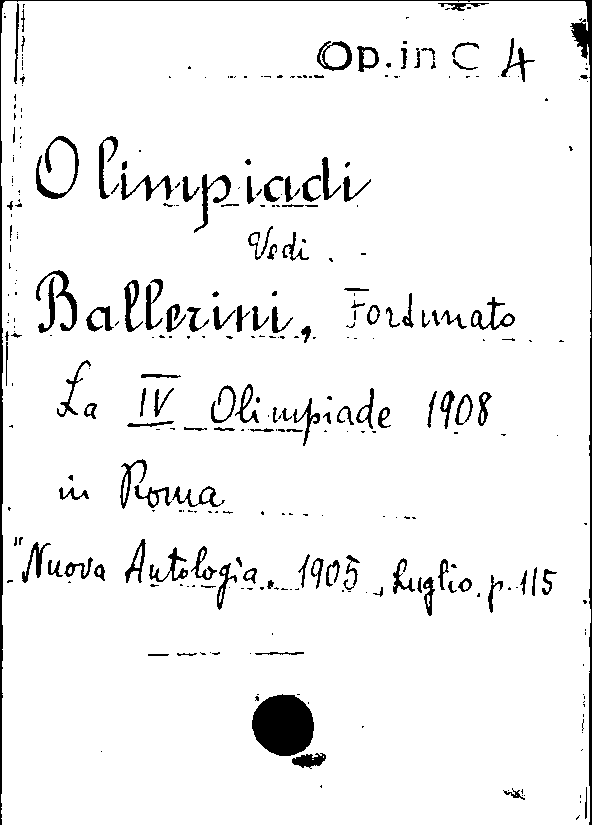 Op. in C 4
Olimpiadi
Vedi
Ballerini, Fortunato
La IV Olimpiade 1908
in Roma
"Nuova Antologia. 1905, Luglio. p. 115